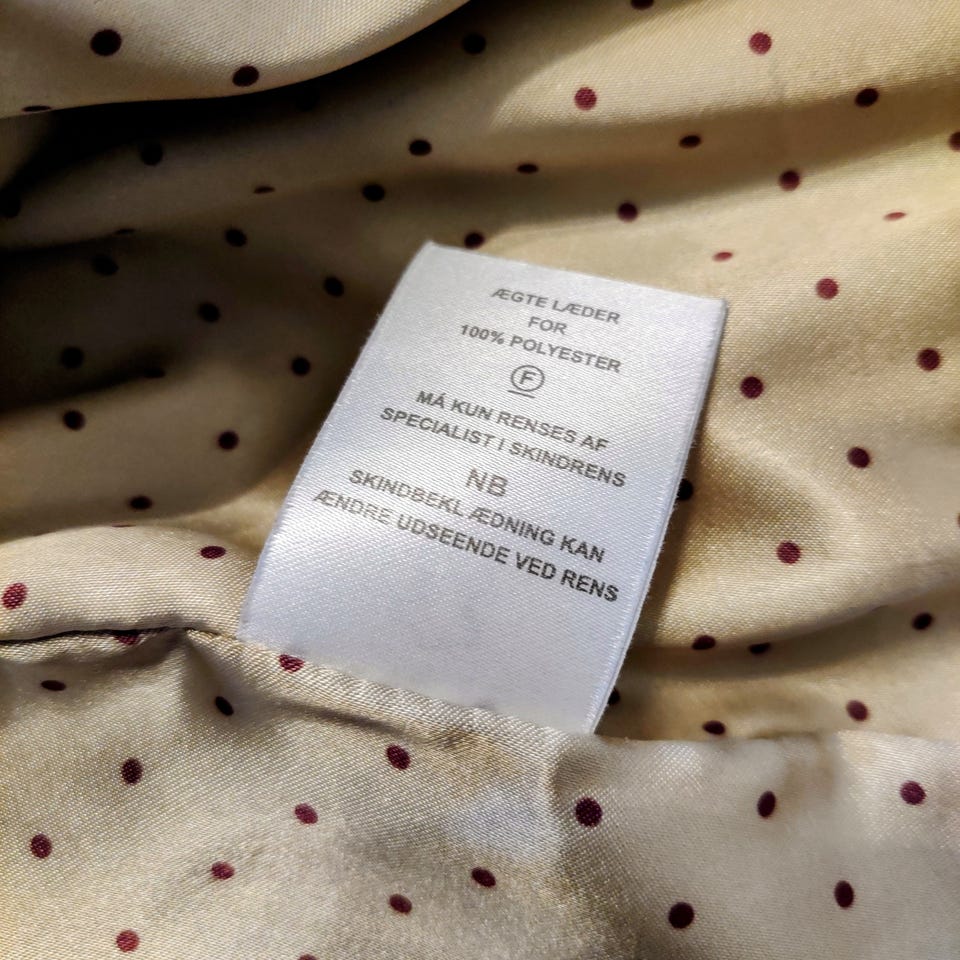 ÆGTE LÆDER
FOR
100% POLYESTER
F
MÅ KUN RENSES AF
SPECIALIST I SKINDRENS
NB
SKINDBEKLÆDNING KAN
ÆNDRE UDSEENDE VED RENS